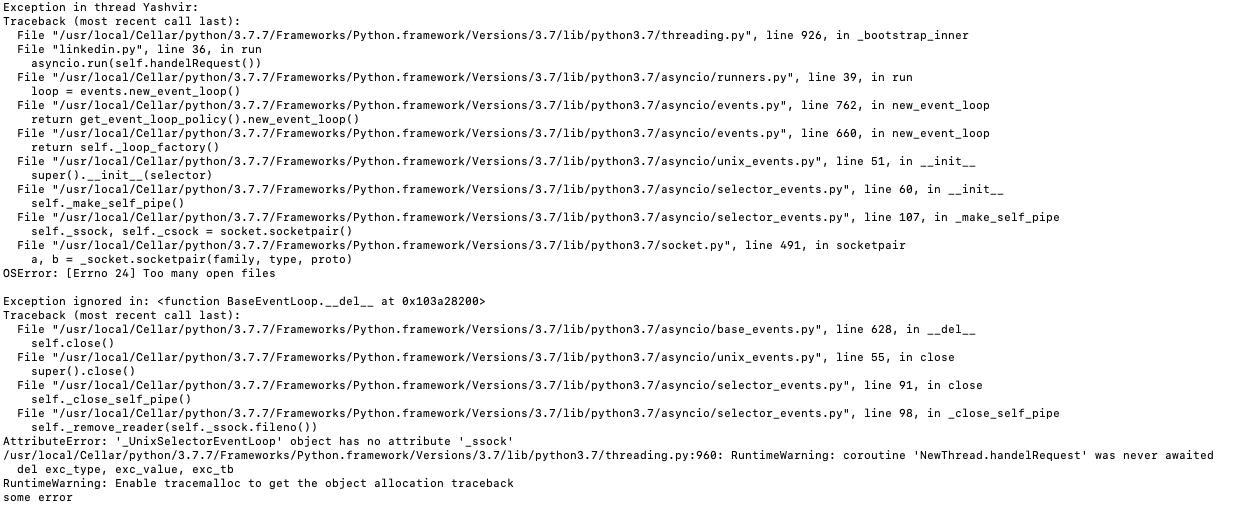 Exception in thread Yashvir:
Traceback (most recent call last):
  File "/usr/local/Cellar/python/3.7.7/Frameworks/Python.framework/Versions/3.7/lib/python3.7/threading.py", line 926, in _bootstrap_inner
  File "linkedin.py", line 36, in run
    asyncio.run(self.handelRequest())
  File "/usr/local/Cellar/python/3.7.7/Frameworks/Python.framework/Versions/3.7/lib/python3.7/asyncio/runners.py", line 39, in run
    loop = events.new_event_loop()
  File "/usr/local/Cellar/python/3.7.7/Frameworks/Python.framework/Versions/3.7/lib/python3.7/asyncio/events.py", line 762, in new_event_loop
    return get_event_loop_policy().new_event_loop()
  File "/usr/local/Cellar/python/3.7.7/Frameworks/Python.framework/Versions/3.7/lib/python3.7/asyncio/events.py", line 660, in new_event_loop
    return self._loop_factory()
  File "/usr/local/Cellar/python/3.7.7/Frameworks/Python.framework/Versions/3.7/lib/python3.7/asyncio/unix_events.py", line 51, in __init__
    super().__init__(selector)
  File "/usr/local/Cellar/python/3.7.7/Frameworks/Python.framework/Versions/3.7/lib/python3.7/asyncio/selector_events.py", line 60, in __init__
    self._make_self_pipe()
  File "/usr/local/Cellar/python/3.7.7/Frameworks/Python.framework/Versions/3.7/lib/python3.7/asyncio/selector_events.py", line 107, in _make_self_pipe
    self._ssock, self._csock = socket.socketpair()
  File "/usr/local/Cellar/python/3.7.7/Frameworks/Python.framework/Versions/3.7/lib/python3.7/socket.py", line 491, in socketpair
    a, b = _socket.socketpair(family, type, proto)
OSError: [Errno 24] Too many open files

Exception ignored in: <function BaseEventLoop.__del__ at 0x103a28200>
Traceback (most recent call last):
  File "/usr/local/Cellar/python/3.7.7/Frameworks/Python.framework/Versions/3.7/lib/python3.7/asyncio/base_events.py", line 628, in __del__
    self.close()
  File "/usr/local/Cellar/python/3.7.7/Frameworks/Python.framework/Versions/3.7/lib/python3.7/asyncio/unix_events.py", line 55, in close
    super().close()
  File "/usr/local/Cellar/python/3.7.7/Frameworks/Python.framework/Versions/3.7/lib/python3.7/asyncio/selector_events.py", line 91, in close
    self._close_self_pipe()
  File "/usr/local/Cellar/python/3.7.7/Frameworks/Python.framework/Versions/3.7/lib/python3.7/asyncio/selector_events.py", line 98, in _close_self_pipe
    self._remove_reader(self._ssock.fileno())
AttributeError: '_UnixSelectorEventLoop' object has no attribute '_ssock'
/usr/local/Cellar/python/3.7.7/Frameworks/Python.framework/Versions/3.7/lib/python3.7/threading.py:960: RuntimeWarning: coroutine 'NewThread.handelRequest' was never awaited
  del exc_type, exc_value, exc_tb
RuntimeWarning: Enable tracemalloc to get the object allocation traceback
some error